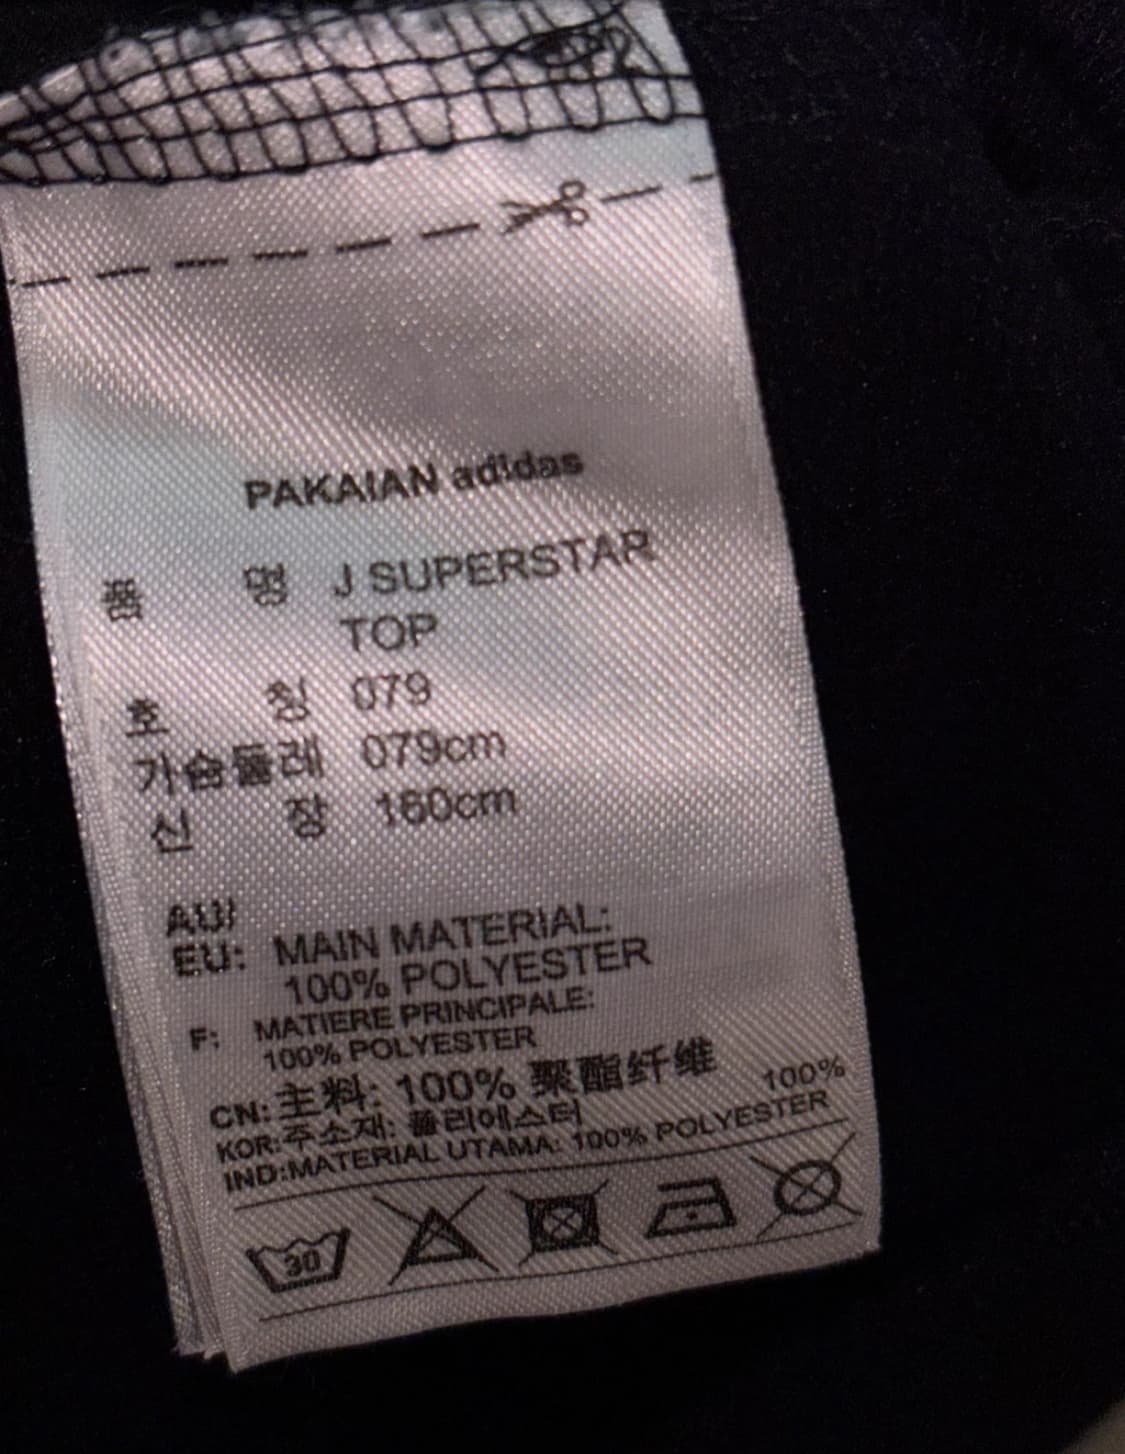 PAKAIAN adidas
품 명 J SUPERSTAR
TOP
호 칭 079
가슴둘레 079cm
신 장 160cm
AU/
EU: MAIN MATERIAL:
100% POLYESTER
F: MATIERE PRINCIPALE:
100% POLYESTER
CN: 主料: 100% 聚酯纤维
KOR: 주소재: 폴리에스터 100%
IND:MATERIAL UTAMA: 100% POLYESTER
30